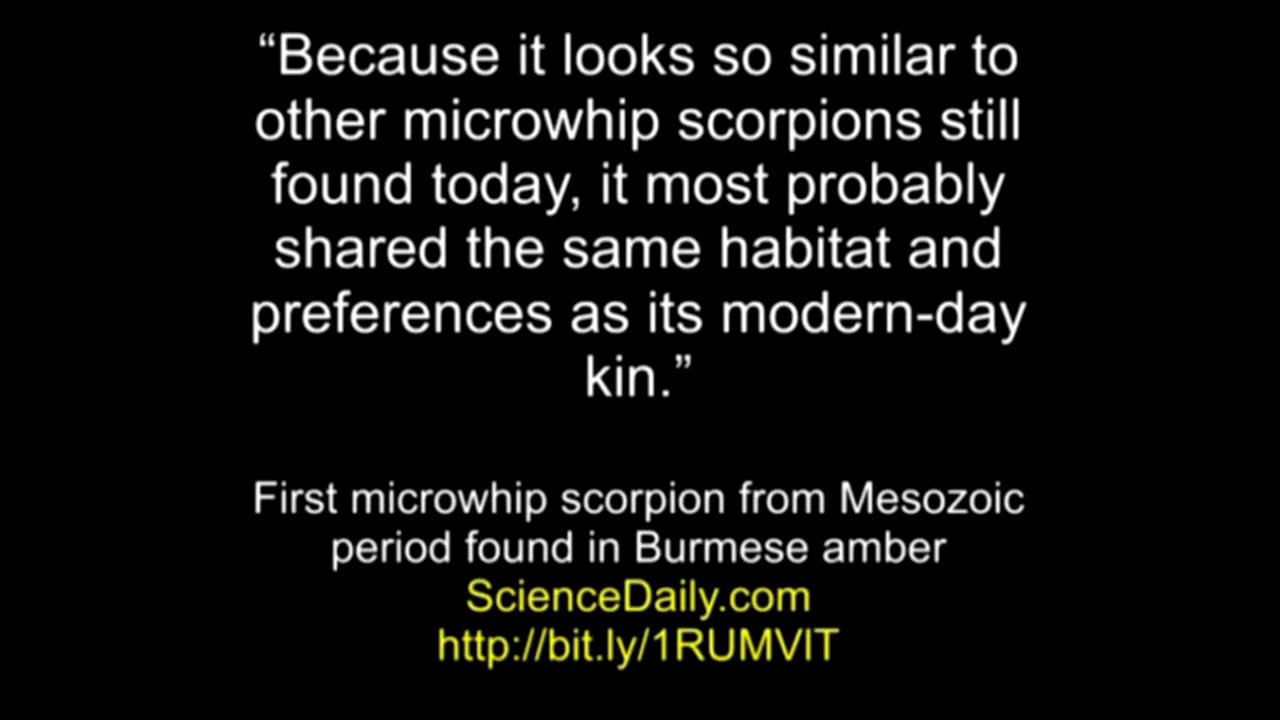 “Because it looks so similar to
other microwhip scorpions still
found today, it most probably
shared the same habitat and
preferences as its modern-day
kin.”
First microwhip scorpion from Mesozoic
period found in Burmese amber
ScienceDaily.com
http://bit.ly/1RUMVIT